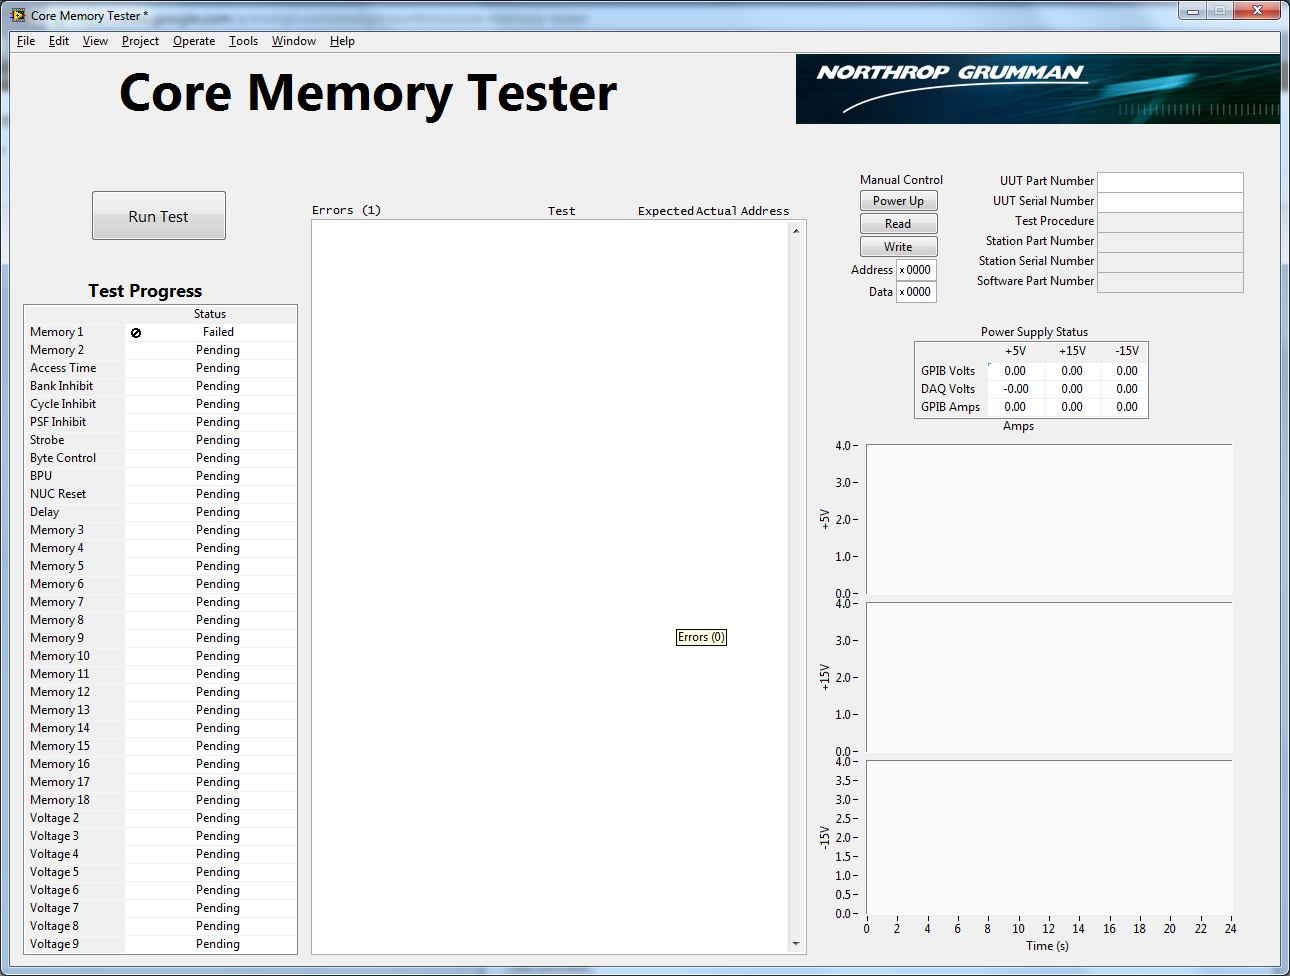 Core Memory Tester *
File Edit View Project Operate Tools Window Help
Core Memory Tester
NORTHROP GRUMMAN
Run Test
Test Progress
Status
Memory 1 Failed
Memory 2 Pending
Access Time Pending
Bank Inhibit Pending
Cycle Inhibit Pending
PSF Inhibit Pending
Strobe Pending
Byte Control Pending
BPU Pending
NUC Reset Pending
Delay Pending
Memory 3 Pending
Memory 4 Pending
Memory 5 Pending
Memory 6 Pending
Memory 7 Pending
Memory 8 Pending
Memory 9 Pending
Memory 10 Pending
Memory 11 Pending
Memory 12 Pending
Memory 13 Pending
Memory 14 Pending
Memory 15 Pending
Memory 16 Pending
Memory 17 Pending
Memory 18 Pending
Voltage 2 Pending
Voltage 3 Pending
Voltage 4 Pending
Voltage 5 Pending
Voltage 6 Pending
Voltage 7 Pending
Voltage 8 Pending
Voltage 9 Pending
Errors (1) Test Expected Actual Address
Errors (0)
Manual Control
Power Up
Read
Write
Address x 0000
Data x 0000
UUT Part Number
UUT Serial Number
Test Procedure
Station Part Number
Station Serial Number
Software Part Number
Power Supply Status
+5V +15V -15V
GPIB Volts 0.00 0.00 0.00
DAQ Volts -0.00 0.00 0.00
GPIB Amps 0.00 0.00 0.00
Amps
+5V
4.0
3.0
2.0
1.0
0.0
+15V
4.0
3.0
2.0
1.0
0.0
-15V
4.0
3.5
3.0
2.5
2.0
1.5
1.0
0.5
0.0
0 2 4 6 8 10 12 14 16 18 20 22 24
Time (s)